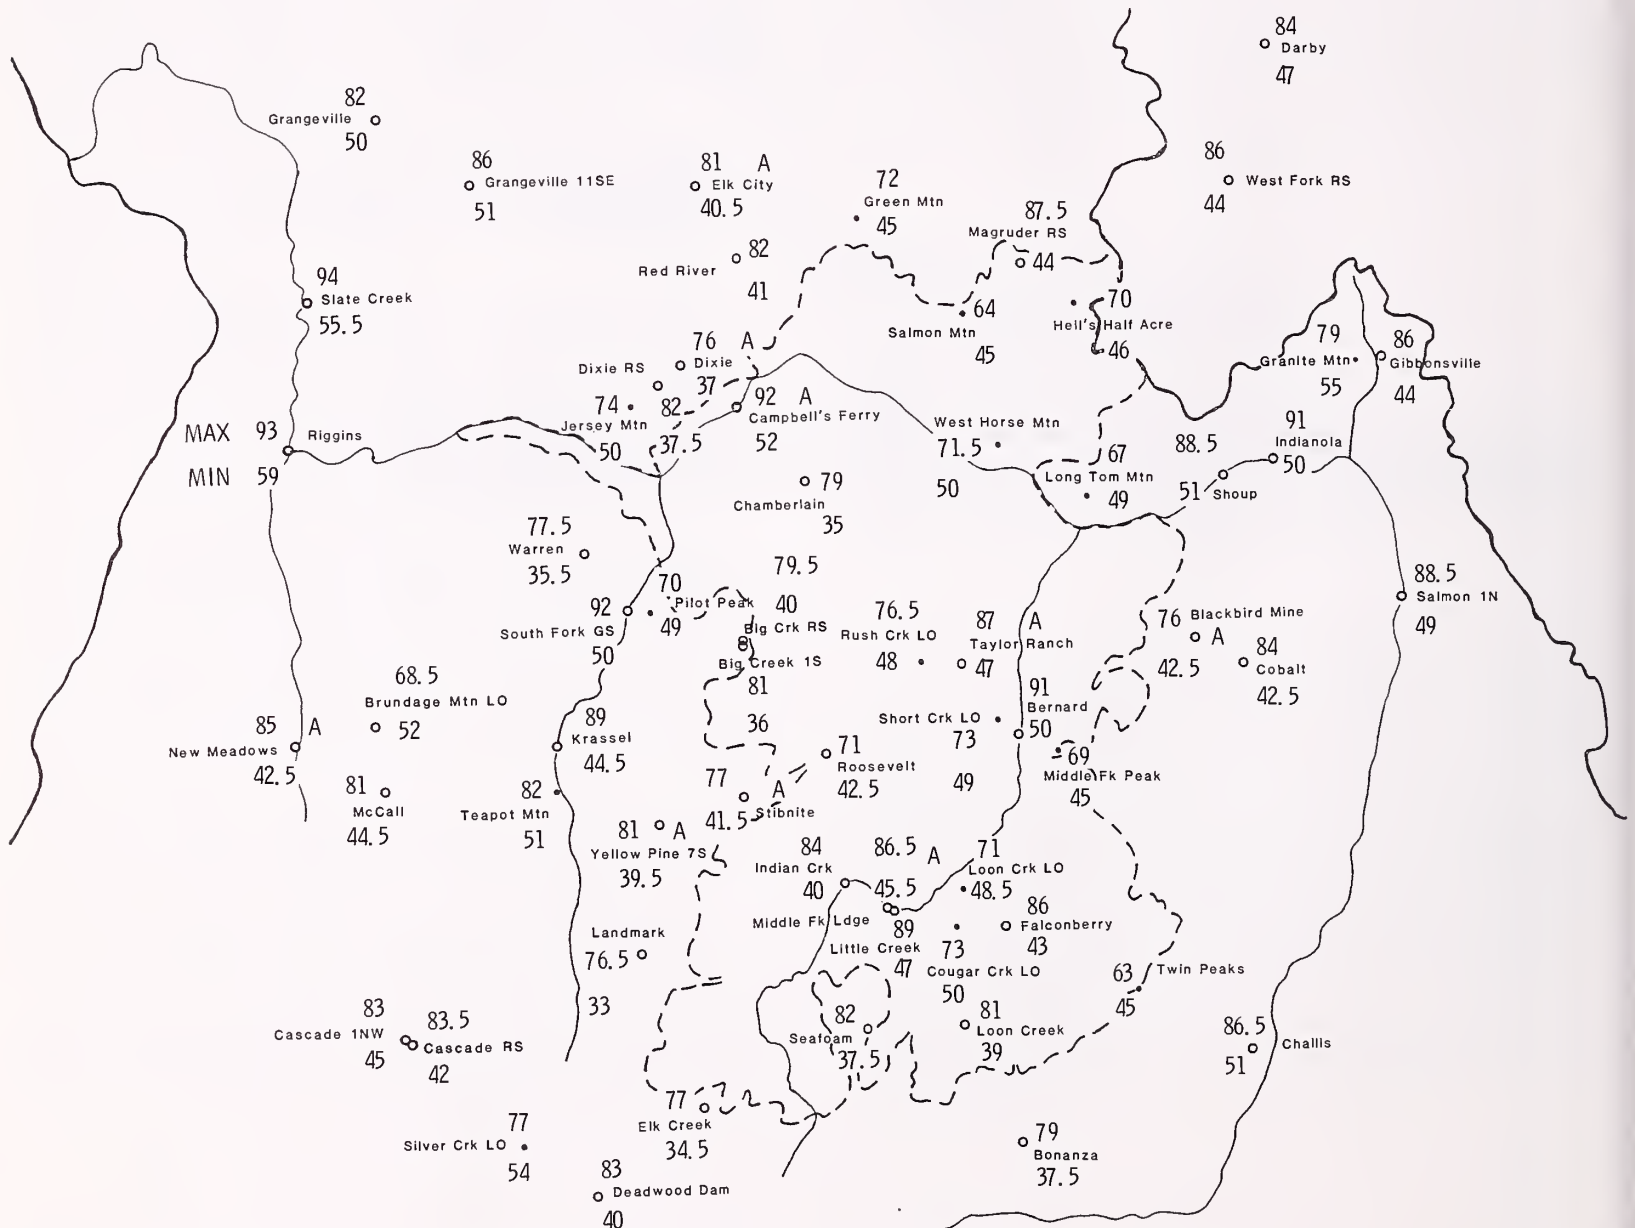 84
Darby
47
82
Grangeville
50
86
Grangeville 11SE
51
81 A
Elk City
40.5
72
Green Mtn
45
86
West Fork RS
44
87.5
Magruder RS
44
82
Red River
41
94
Slate Creek
55.5
64
Salmon Mtn
45
70
Hell's Half Acre
46
79
Granite Mtn
55
86
Gibbonsville
44
76 A
Dixie
37
Dixie RS
82
37.5
74
Jersey Mtn
50
92 A
Campbell's Ferry
52
MAX 93
Riggins
MIN 59
West Horse Mtn
71.5
50
67
Long Tom Mtn
49
88.5
Shoup
51
91
Indianola
50
79
Chamberlain
35
77.5
Warren
35.5
88.5
Salmon 1N
49
92
South Fork GS
50
70
Pilot Peak
49
79.5
40
Big Crk RS
Big Creek 1S
81
36
76.5
Rush Crk LO
48
87 A
Taylor Ranch
47
76 Blackbird Mine
A
42.5
84
Cobalt
42.5
68.5
Brundage Mtn LO
52
85 A
New Meadows
42.5
89
Krassel
44.5
91
Bernard
50
Short Crk LO
73
49
69
Middle Fk Peak
45
71
Roosevelt
42.5
77
A
Stibnite
41.5
81
McCall
44.5
82
Teapot Mtn
51
81 A
Yellow Pine 7S
39.5
84
Indian Crk
40
86.5 A
45.5
Middle Fk Ldge
89
Little Creek
47
71
Loon Crk LO
48.5
86
Falconberry
43
73
Cougar Crk LO
50
63
Twin Peaks
45
Landmark
76.5
33
83
Cascade 1NW
45
83.5
Cascade RS
42
82
Seafoam
37.5
81
Loon Creek
39
86.5
Challis
51
77
Elk Creek
34.5
77
Silver Crk LO
54
79
Bonanza
37.5
83
Deadwood Dam
40